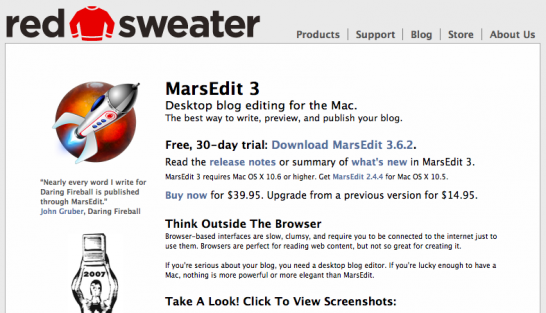 red sweater
Products | Support | Blog | Store | About Us
MarsEdit 3
Desktop blog editing for the Mac.
The best way to write, preview, and publish your blog.
Free, 30-day trial: Download MarsEdit 3.6.2.
Read the release notes or summary of what's new in MarsEdit 3.
MarsEdit 3 requires Mac OS X 10.6 or higher. Get MarsEdit 2.4.4 for Mac OS X 10.5.
Buy now for $39.95. Upgrade from a previous version for $14.95.
"Nearly every word I write for
Daring Fireball is published
through MarsEdit."
John Gruber, Daring Fireball
2007
Think Outside The Browser
Browser-based interfaces are slow, clumsy, and require you to be connected to the internet just to
use them. Browsers are perfect for reading web content, but not so great for creating it.
If you're serious about your blog, you need a desktop blog editor. If you're lucky enough to have a
Mac, nothing is more powerful or more elegant than MarsEdit.
Take A Look! Click To View Screenshots: